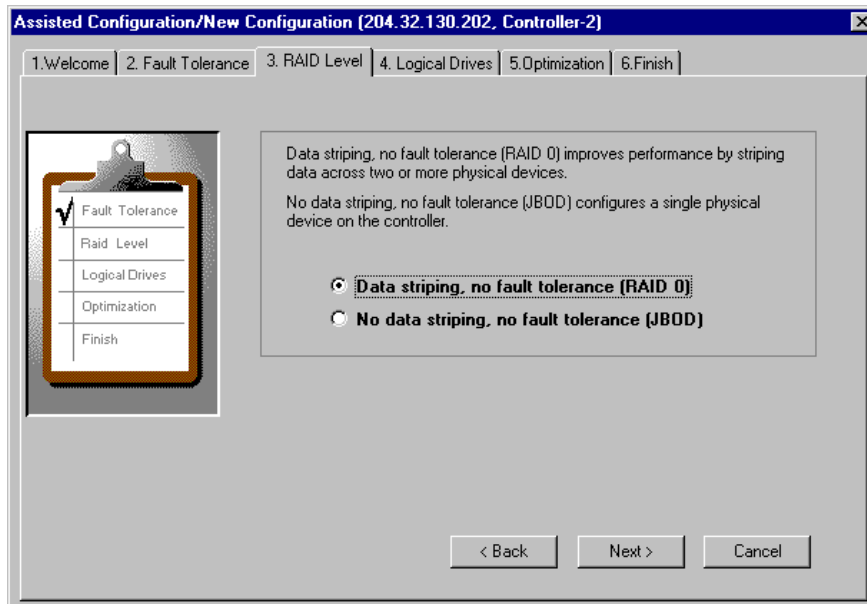 Assisted Configuration/New Configuration (204.32.130.202, Controller-2)
1.Welcome 2. Fault Tolerance 3. RAID Level 4. Logical Drives 5.Optimization 6.Finish
Data striping, no fault tolerance (RAID 0) improves performance by striping
data across two or more physical devices.
No data striping, no fault tolerance (JBOD) configures a single physical
device on the controller.
Fault Tolerance
Raid Level
Logical Drives
Optimization
Finish
Data striping, no fault tolerance (RAID 0)
No data striping, no fault tolerance (JBOD)
< Back Next > Cancel